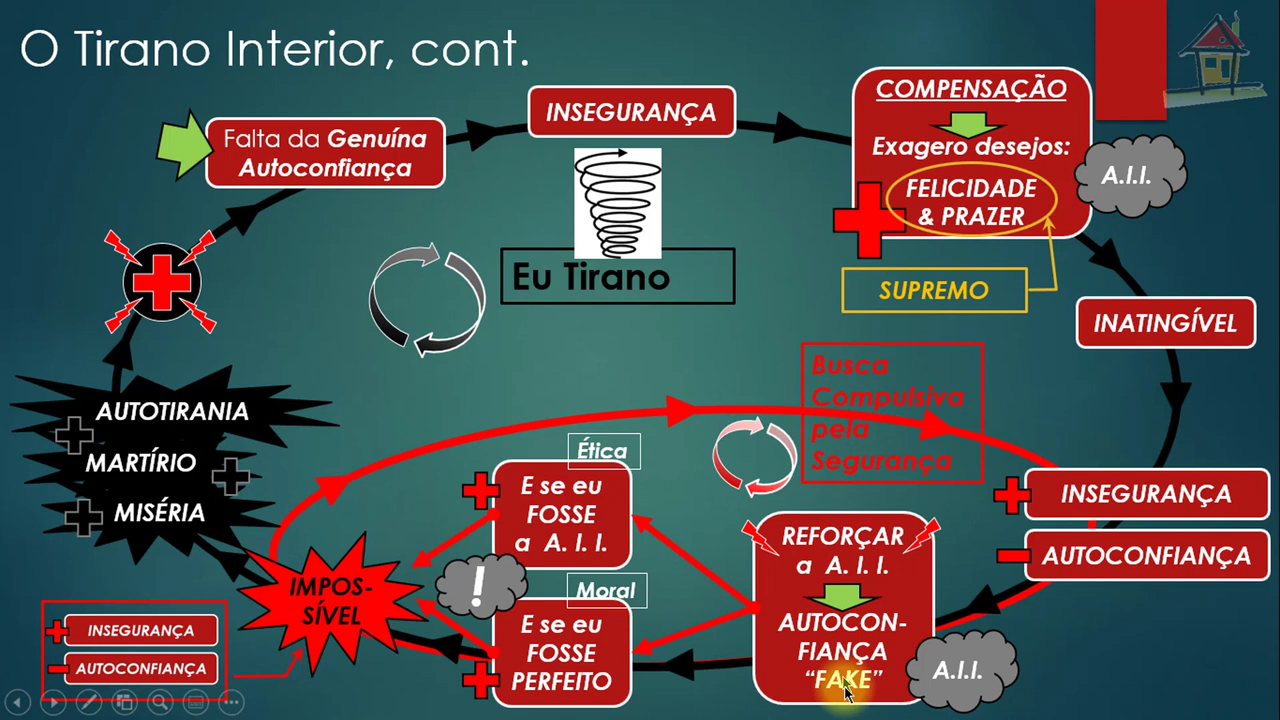 O Tirano Interior, cont.
Falta da Genuína
Autoconfiança
INSEGURANÇA
COMPENSAÇÃO
Exagero desejos:
FELICIDADE
& PRAZER
A.I.I.
SUPREMO
Eu Tirano
INATINGÍVEL
Busca
Compulsiva
pela
Segurança
INSEGURANÇA
AUTOCONFIANÇA
REFORÇAR
a A. I. I.
AUTOCON-
FIANÇA
“FAKE”
A.I.I.
Ética
E se eu
FOSSE
a A. I. I.
!
Moral
E se eu
FOSSE
PERFEITO
IMPOS-
SÍVEL
INSEGURANÇA
AUTOCONFIANÇA
AUTOTIRANIA
MARTÍRIO
MISÉRIA